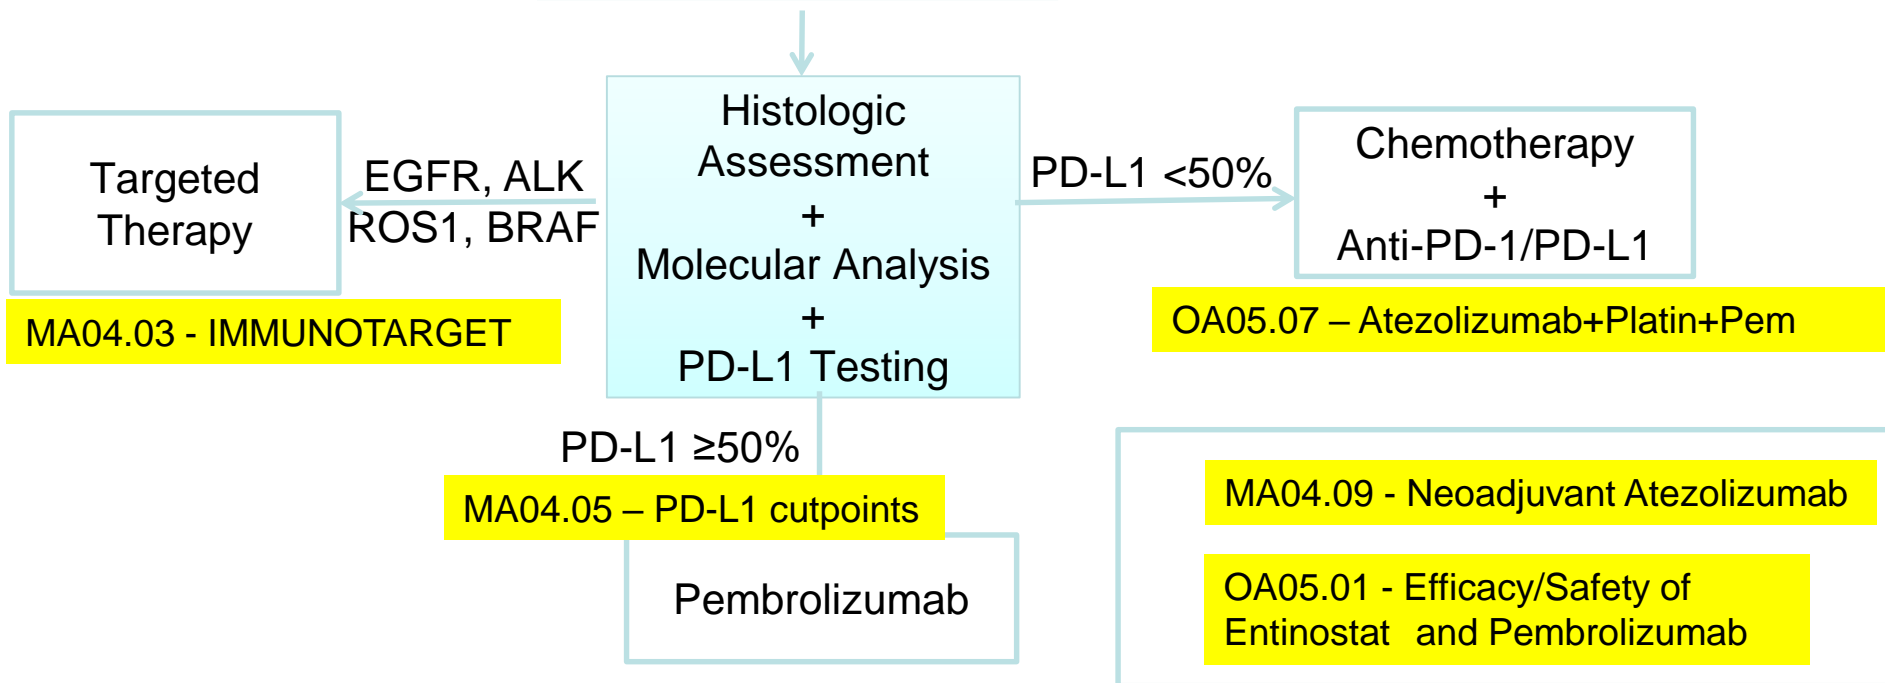 Histologic
Assessment
+
Molecular Analysis
+
PD-L1 Testing
Targeted
Therapy
EGFR, ALK
ROS1, BRAF
PD-L1 <50%
Chemotherapy
+
Anti-PD-1/PD-L1
MA04.03 - IMMUNOTARGET
OA05.07 – Atezolizumab+Platin+Pem
PD-L1 ≥50%
MA04.05 – PD-L1 cutpoints
Pembrolizumab
MA04.09 - Neoadjuvant Atezolizumab
OA05.01 - Efficacy/Safety of
Entinostat and Pembrolizumab